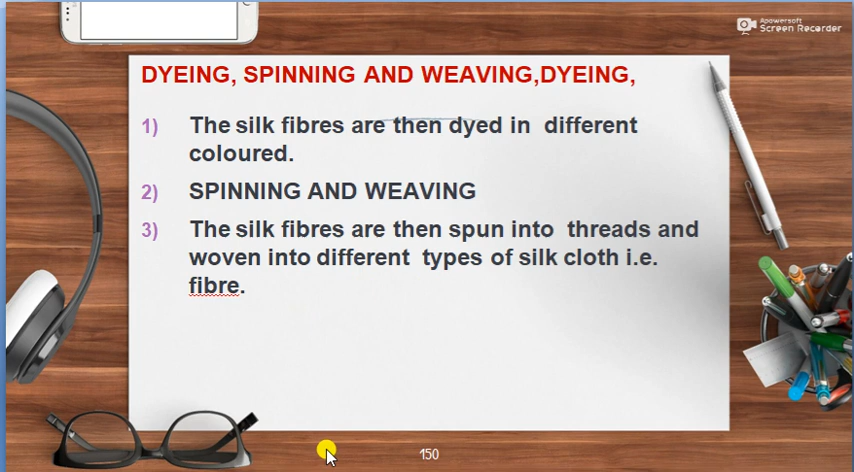 Apowersoft
Screen Recorder
DYEING, SPINNING AND WEAVING,DYEING,
1) The silk fibres are then dyed in different
coloured.
2) SPINNING AND WEAVING
3) The silk fibres are then spun into threads and
woven into different types of silk cloth i.e.
fibre.
150